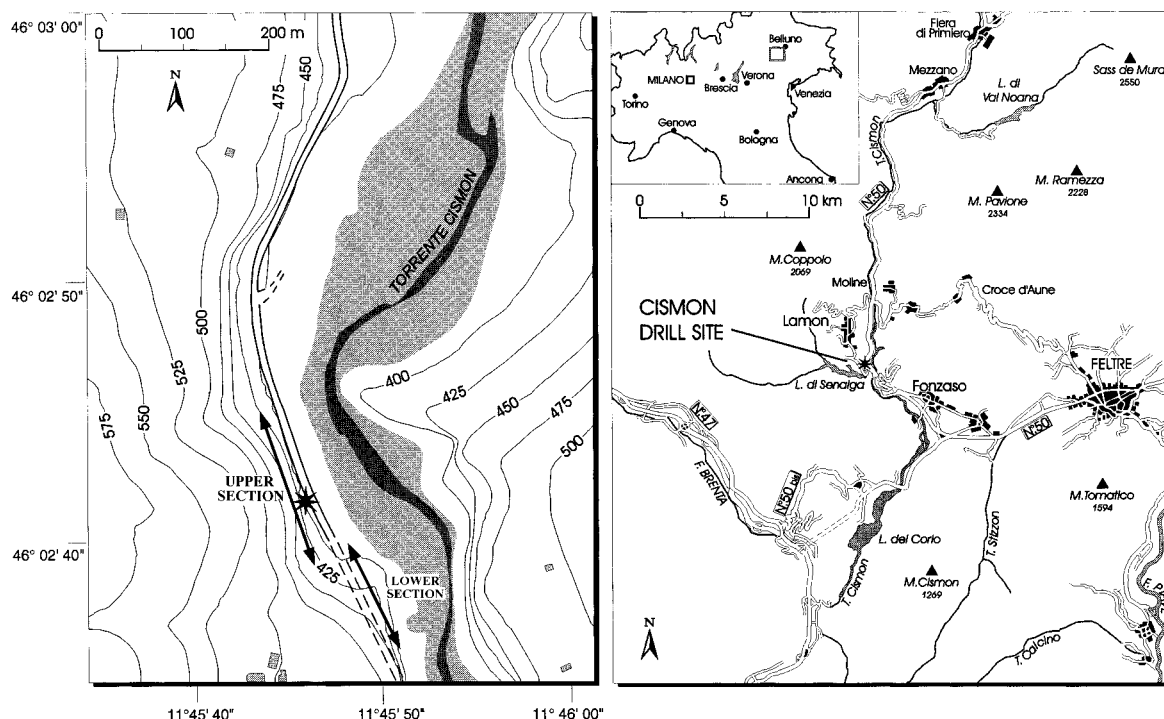 46° 03' 00"
46° 02' 50"
46° 02' 40"
0 100 200 m
N
450
475
500
525
550
575
TORRENTE CISMON
400
425
450
475
500
UPPER
SECTION
425
LOWER
SECTION
11°45' 40"
11°45' 50"
11° 46' 00"
Belluno
MILANO
Brescia
Verona
Venezia
Torino
Genova
Bologna
Ancona
0 5 10 km
Fiera
di Primiero
Mezzano
L. di
Val Noana
Sass de Mura
2550
T. Cismon
M. Ramezza
2228
M. Pavione
2334
N°50
M. Coppolo
2069
Moline
Croce d'Aune
CISMON
DRILL SITE
Lamon
L. di Senaiga
Fonzaso
FELTRE
N°50
N°47
F. BRENTA
N°50 bis
M. Tomatico
1594
L. del Corlo
T. Stizzon
T. Cismon
M. Cismon
1269
N
T. Calcino